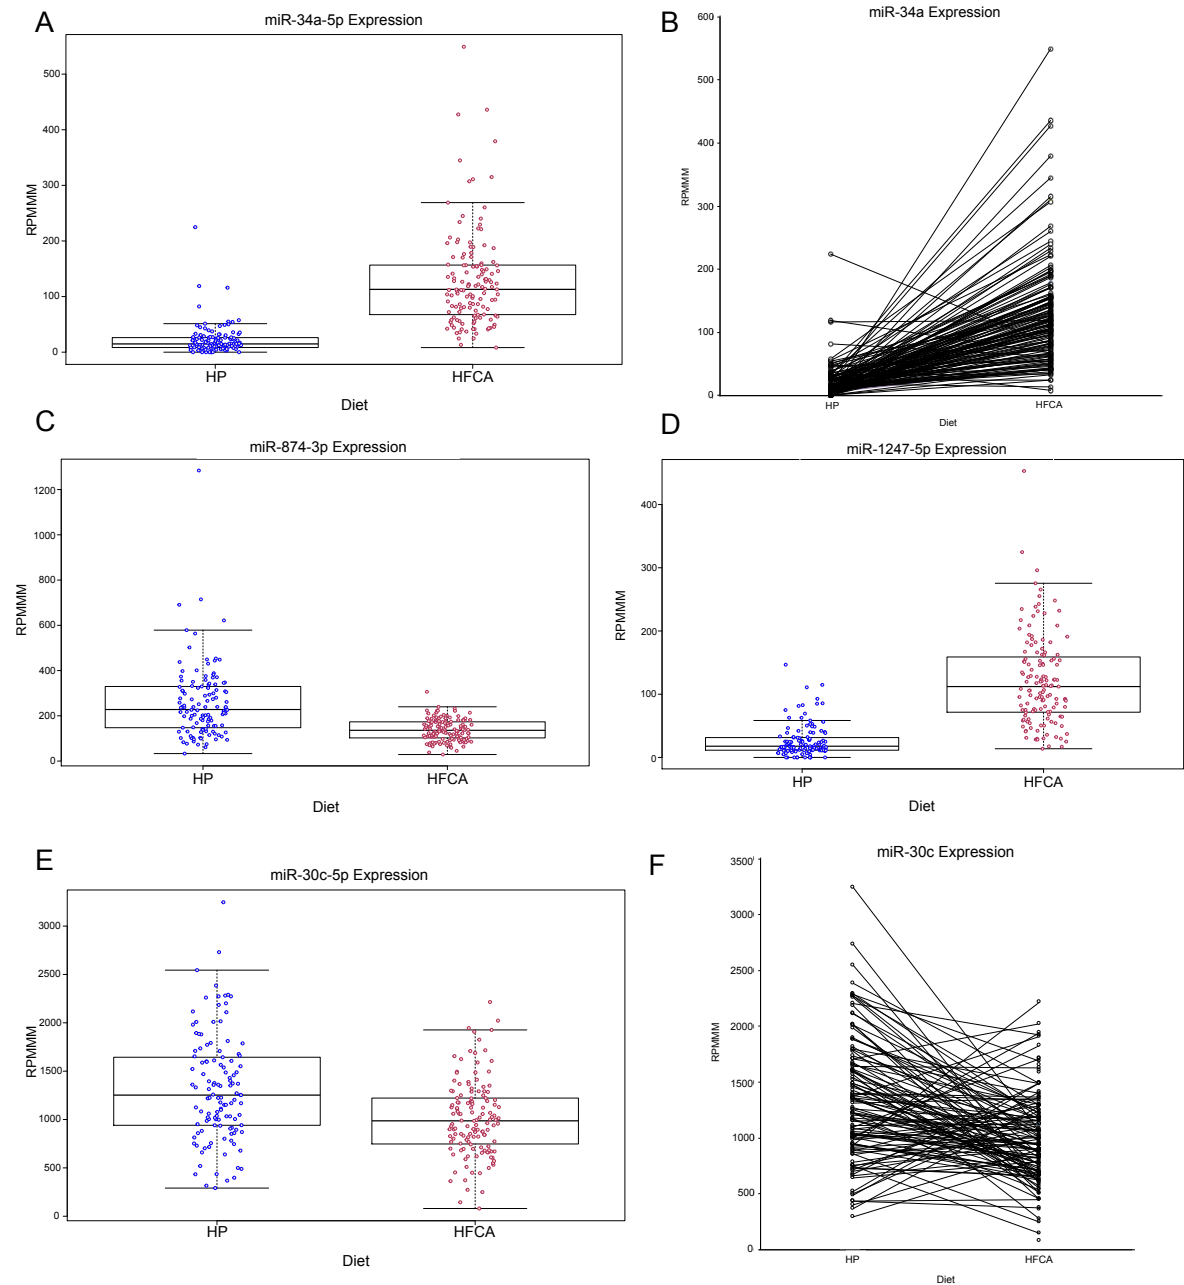 A
miR-34a-5p Expression
RPMMM
500
400
300
200
100
0
HP
HFCA
Diet
B
miR-34a Expression
RPMMM
600
500
400
300
200
100
0
HP
HFCA
Diet
C
miR-874-3p Expression
RPMMM
1200
1000
800
600
400
200
0
HP
HFCA
Diet
D
miR-1247-5p Expression
RPMMM
400
300
200
100
0
HP
HFCA
Diet
E
miR-30c-5p Expression
RPMMM
3000
2500
2000
1500
1000
500
0
HP
HFCA
Diet
F
miR-30c Expression
RPMMM
3500
3000
2500
2000
1500
1000
500
0
HP
HFCA
Diet